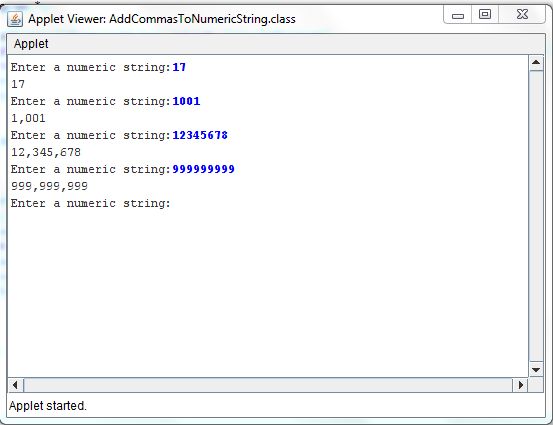 Applet Viewer: AddCommasToNumericString.class
Applet
Enter a numeric string:17
17
Enter a numeric string:1001
1,001
Enter a numeric string:12345678
12,345,678
Enter a numeric string:999999999
999,999,999
Enter a numeric string:
Applet started.